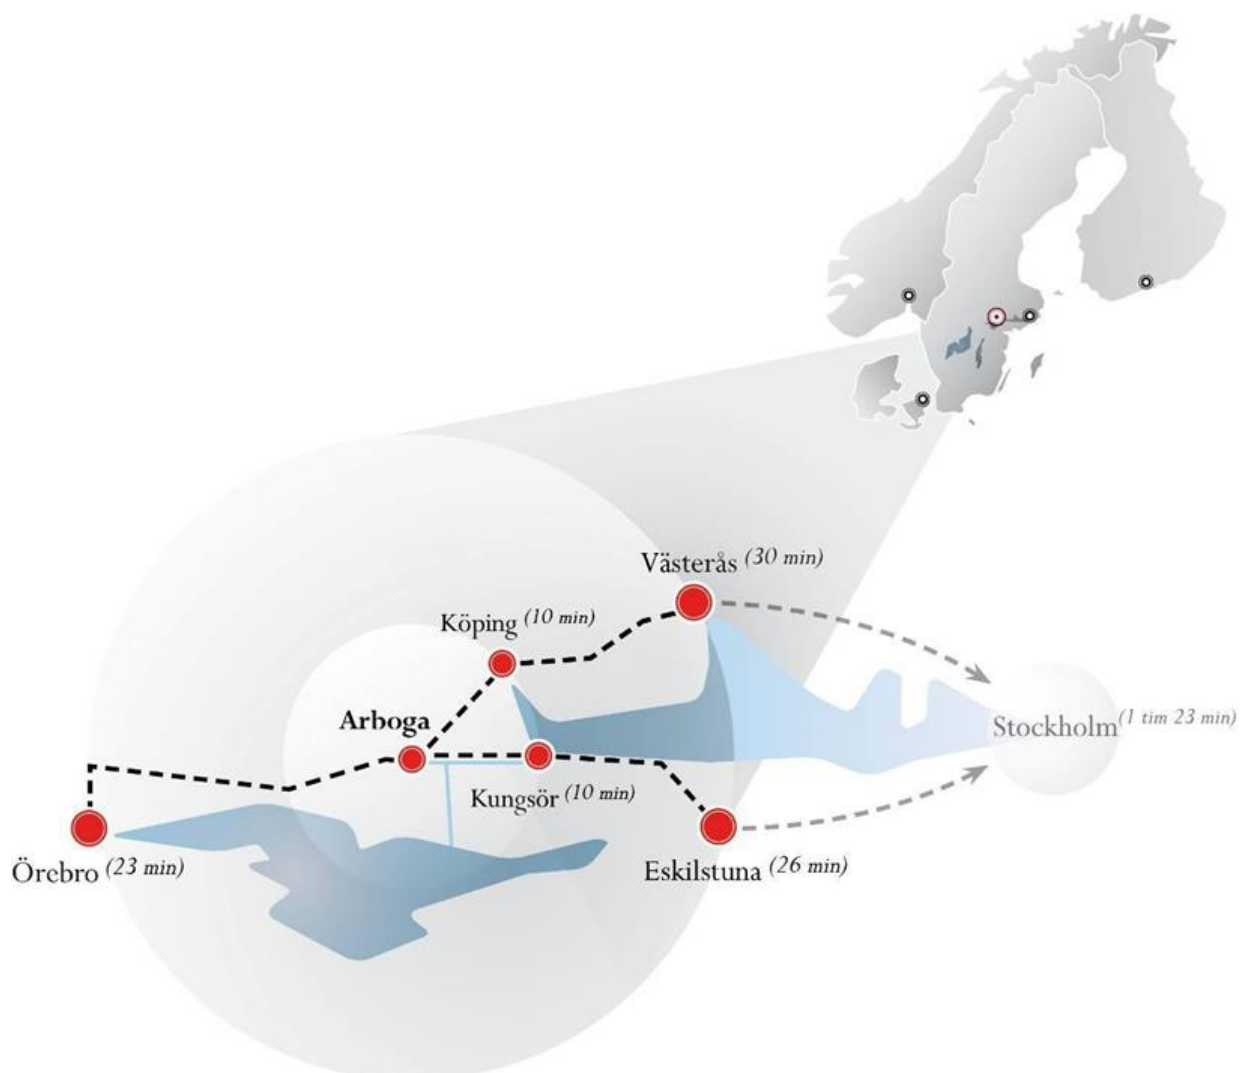 Västerås (30 min)
Köping (10 min)
Arboga
Stockholm (1 tim 23 min)
Kungsör (10 min)
Örebro (23 min)
Eskilstuna (26 min)